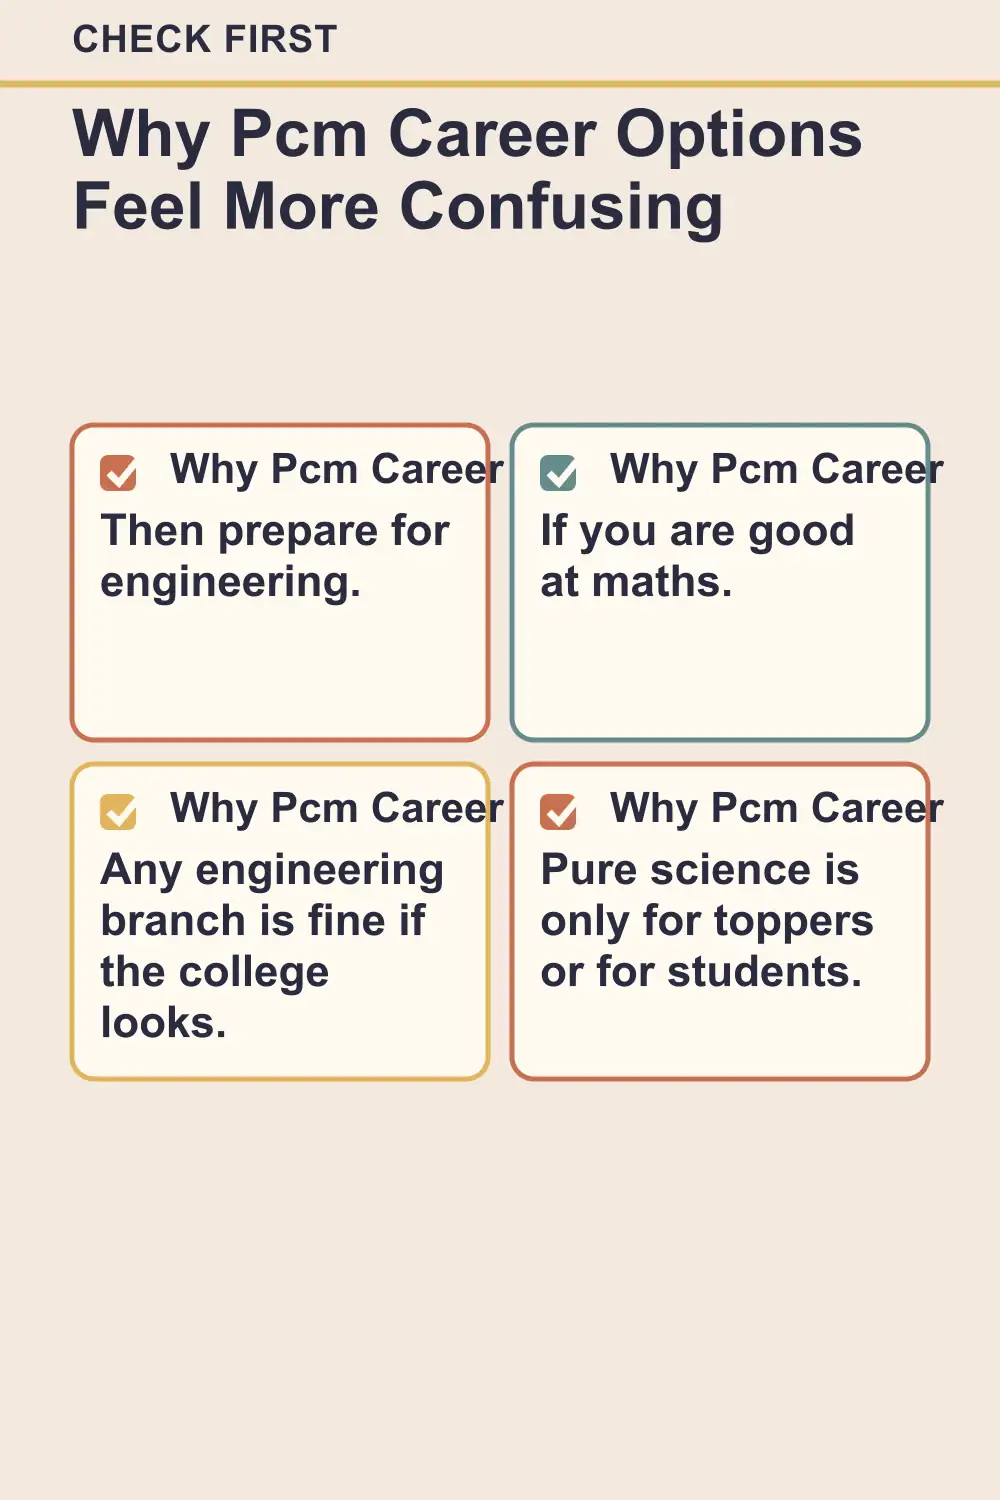 CHECK FIRST
Why Pcm Career Options
Feel More Confusing
Why Pcm Career
Then prepare for
engineering.
Why Pcm Career
If you are good
at maths.
Why Pcm Career
Any engineering
branch is fine if
the college
looks.
Why Pcm Career
Pure science is
only for toppers
or for students.